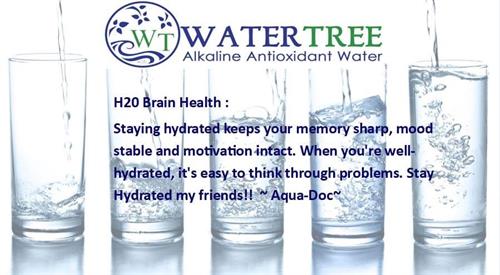 WT WATERTREE
Alkaline Antioxidant Water
H20 Brain Health :
Staying hydrated keeps your memory sharp, mood
stable and motivation intact. When you're well-
hydrated, it's easy to think through problems. Stay
Hydrated my friends!! ~ Aqua-Doc~